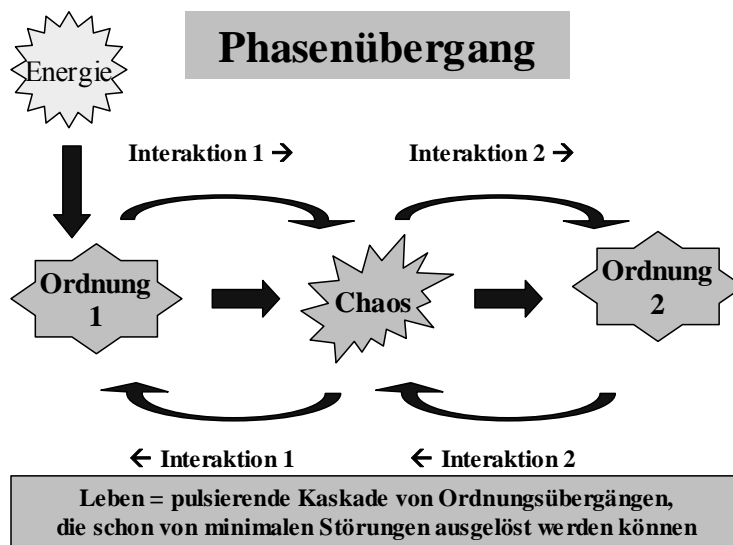 Phasenübergang
Energie
Interaktion 1 →
Interaktion 2 →
Ordnung
1
Chaos
Ordnung
2
← Interaktion 1
← Interaktion 2
Leben = pulsierende Kaskade von Ordnungsübergängen,
die schon von minimalen Störungen ausgelöst werden können